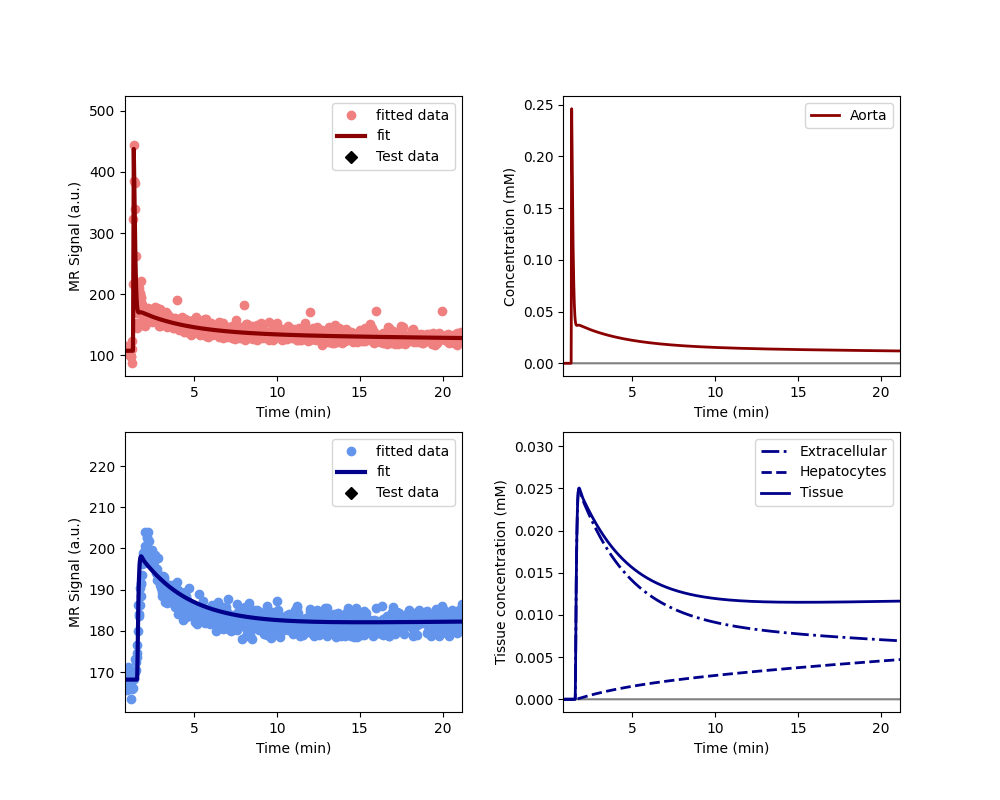 500
400
300
200
100
MR Signal (a.u.)
5
10
15
20
Time (min)
fitted data
fit
Test data
0.25
0.20
0.15
0.10
0.05
0.00
Concentration (mM)
5
10
15
20
Time (min)
Aorta
220
210
200
190
180
170
MR Signal (a.u.)
5
10
15
20
Time (min)
fitted data
fit
Test data
0.030
0.025
0.020
0.015
0.010
0.005
0.000
Tissue concentration (mM)
5
10
15
20
Time (min)
Extracellular
Hepatocytes
Tissue